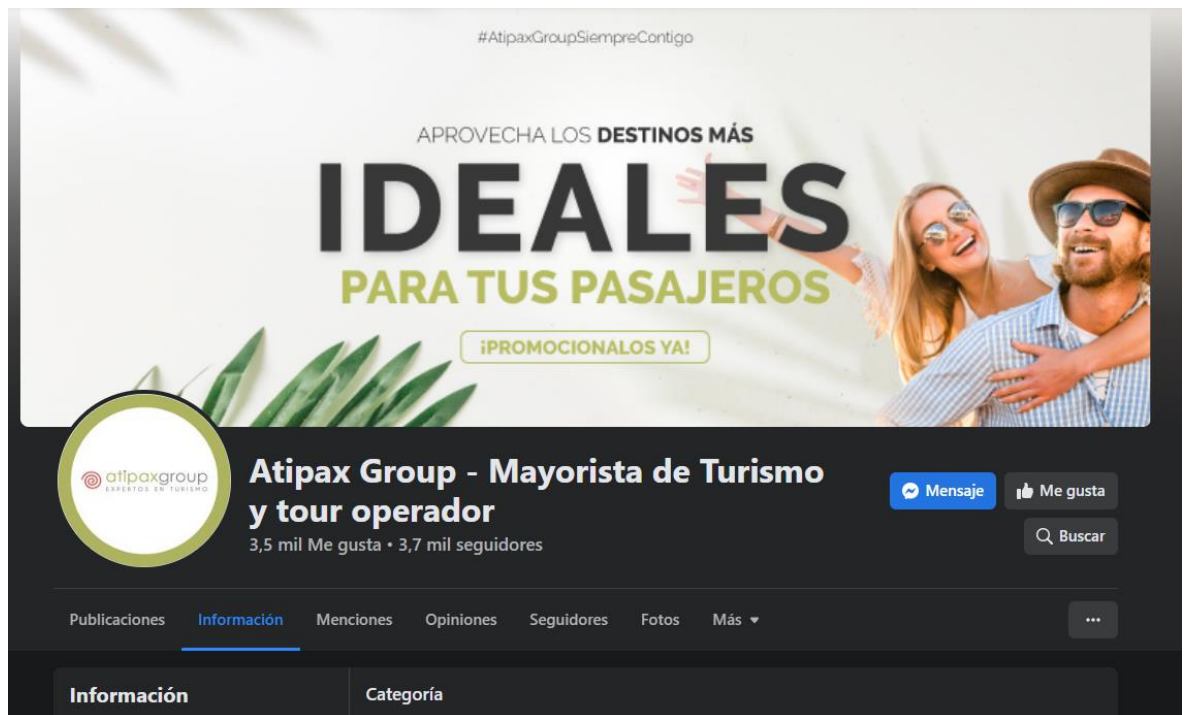 #AtipaxGroupSiempreContigo
APROVECHA LOS DESTINOS MÁS
IDEALES
PARA TUS PASAJEROS
¡PROMOCIONALOS YA!
atipaxgroup
EXPERTOS EN TURISMO
Atipax Group - Mayorista de Turismo
y tour operador
3,5 mil Me gusta • 3,7 mil seguidores
Mensaje
Me gusta
Buscar
Publicaciones Información Menciones Opiniones Seguidores Fotos Más
Información
Categoría